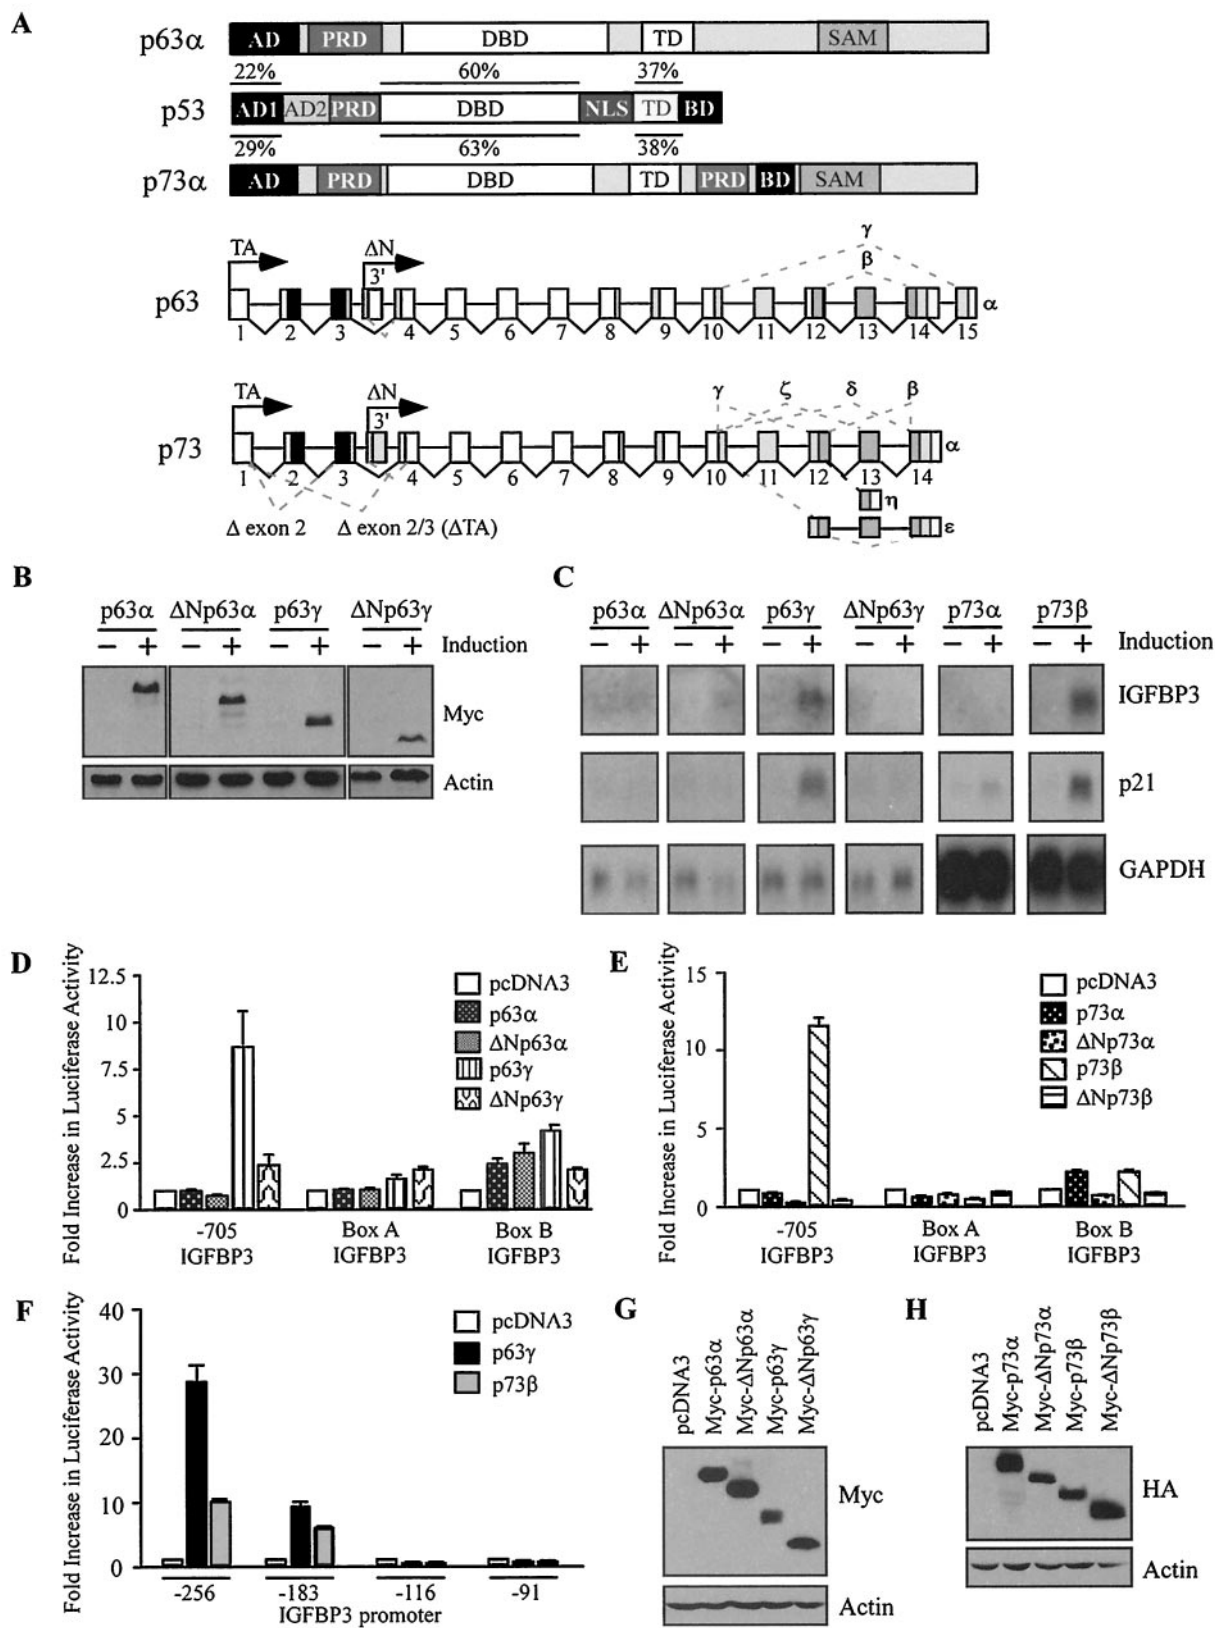 A
p63α AD PRD DBD TD SAM
22% 60% 37%
p53 AD1 AD2 PRD DBD NLS TD BD
29% 63% 38%
p73α AD PRD DBD TD PRD BD SAM
γ
TA ΔN β
3'
p63 α
1 2 3 4 5 6 7 8 9 10 11 12 13 14 15
TA ΔN γ ζ δ β
3'
p73 α
1 2 3 4 5 6 7 8 9 10 11 12 13 14
η
Δ exon 2 Δ exon 2/3 (ΔTA) ε
B
p63α ΔNp63α p63γ ΔNp63γ
− + − + − + − + Induction
Myc
Actin
C
p63α ΔNp63α p63γ ΔNp63γ p73α p73β
− + − + − + − + − + − + Induction
IGFBP3
p21
GAPDH
D
Fold Increase in Luciferase Activity
12.5
10
7.5
5
2.5
0
pcDNA3
p63α
ΔNp63α
p63γ
ΔNp63γ
-705 Box A Box B
IGFBP3 IGFBP3 IGFBP3
E
Fold Increase in Luciferase Activity
15
10
5
0
pcDNA3
p73α
ΔNp73α
p73β
ΔNp73β
-705 Box A Box B
IGFBP3 IGFBP3 IGFBP3
F
Fold Increase in Luciferase Activity
40
30
20
10
0
pcDNA3
p63γ
p73β
-256 -183 -116 -91
IGFBP3 promoter
G
pcDNA3
Myc-p63α
Myc-ΔNp63α
Myc-p63γ
Myc-ΔNp63γ
Myc
Actin
H
pcDNA3
Myc-p73α
Myc-ΔNp73α
Myc-p73β
Myc-ΔNp73β
HA
Actin